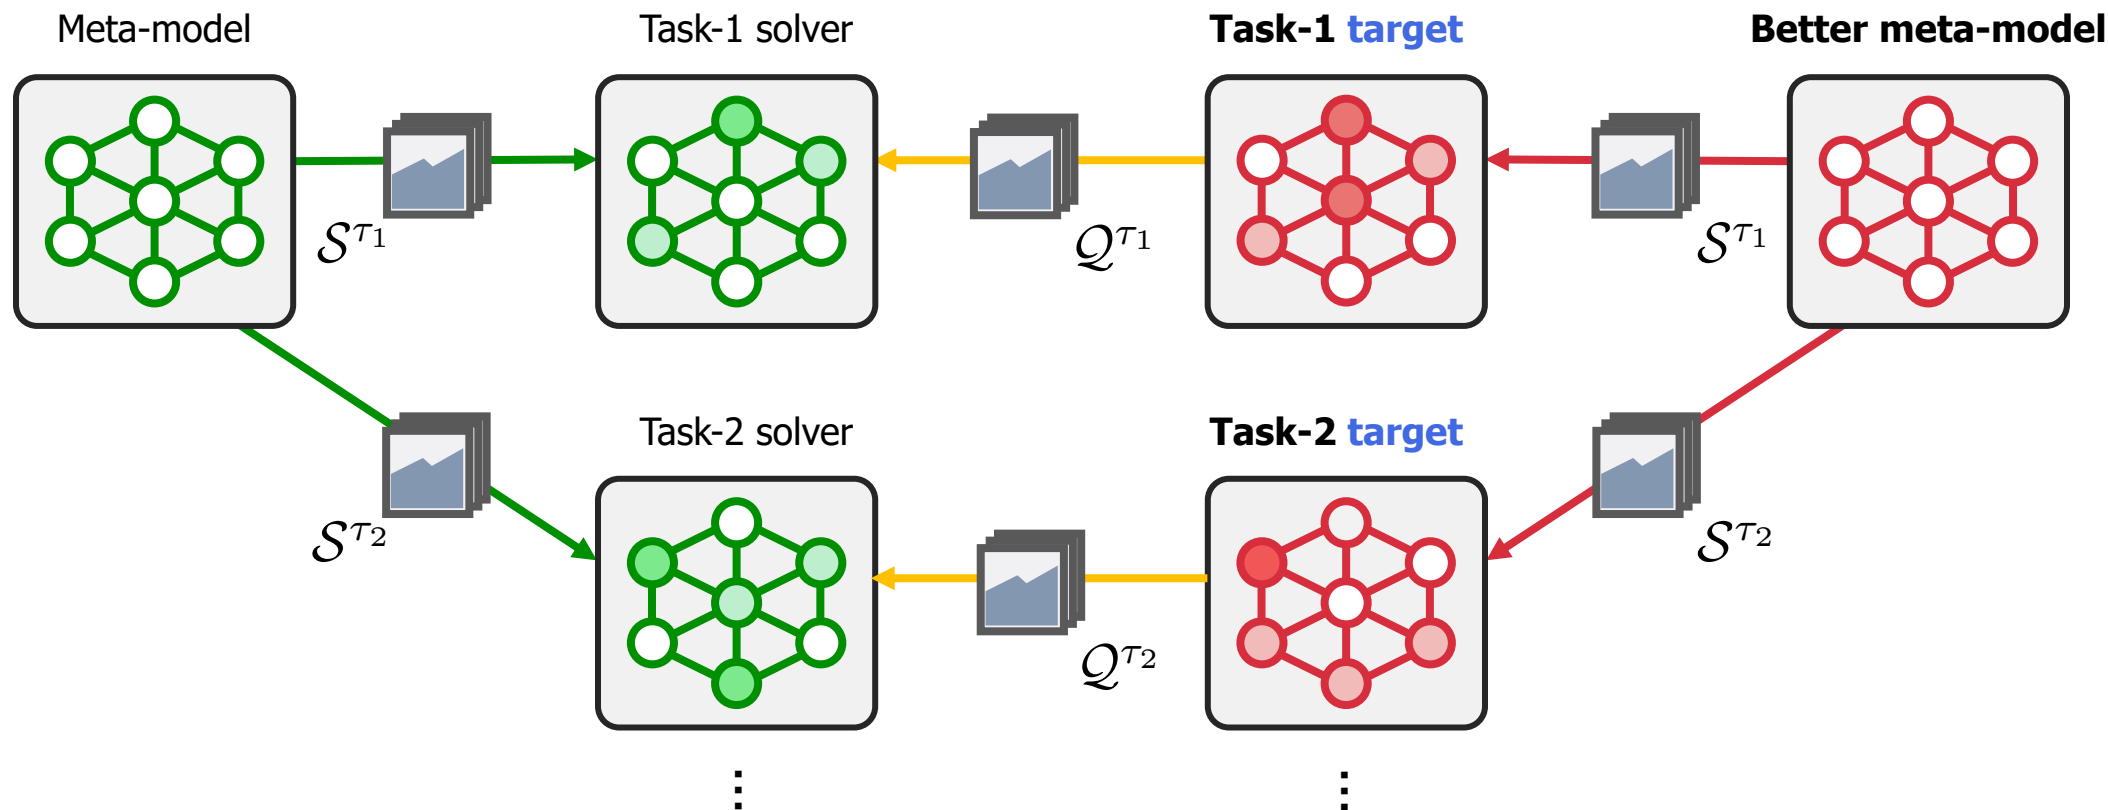 Meta-model
Task-1 solver
Task-1 target
Better meta-model
𝒮^{τ₁}
𝒬^{τ₁}
𝒮^{τ₁}
Task-2 solver
Task-2 target
𝒮^{τ₂}
𝒬^{τ₂}
𝒮^{τ₂}
⋮
⋮